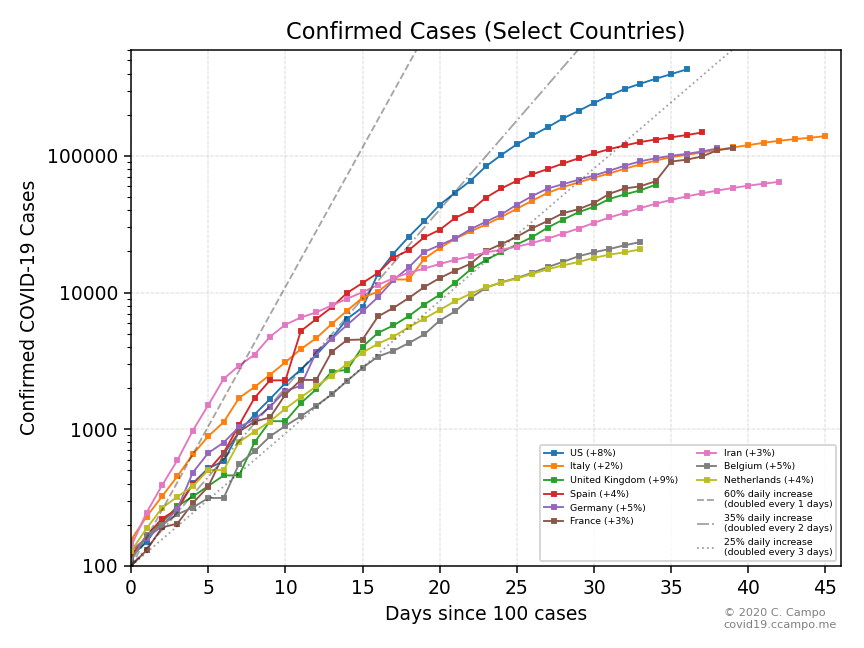 Confirmed Cases (Select Countries)
Confirmed COVID-19 Cases
100000
10000
1000
100
0 5 10 15 20 25 30 35 40 45
Days since 100 cases
US (+8%)
Italy (+2%)
United Kingdom (+9%)
Spain (+4%)
Germany (+5%)
France (+3%)
Iran (+3%)
Belgium (+5%)
Netherlands (+4%)
60% daily increase
(doubled every 1 days)
35% daily increase
(doubled every 2 days)
25% daily increase
(doubled every 3 days)
© 2020 C. Campo
covid19.ccampo.me